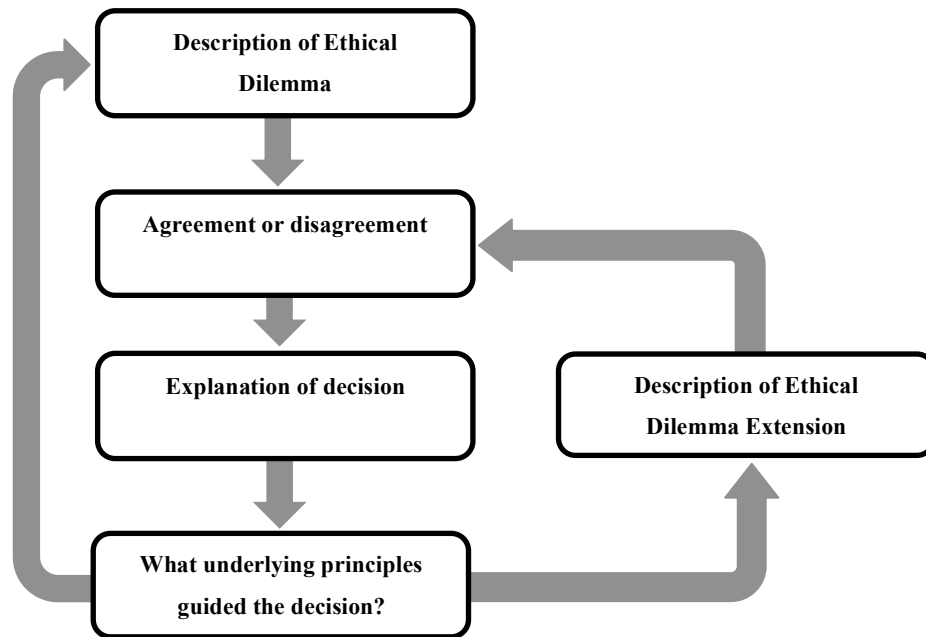 Description of Ethical
Dilemma
Agreement or disagreement
Explanation of decision
Description of Ethical
Dilemma Extension
What underlying principles
guided the decision?